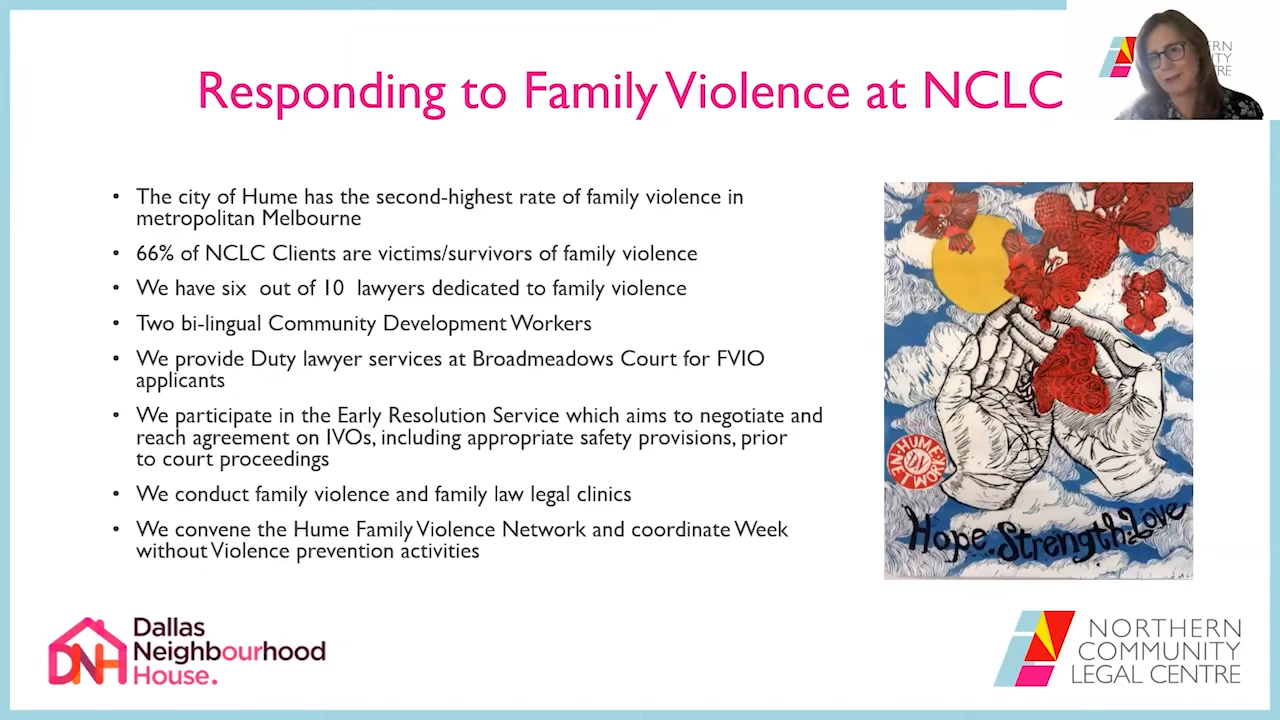 Responding to Family Violence at NCLC
ERN
ITY
TRE
• The city of Hume has the second-highest rate of family violence in
metropolitan Melbourne
• 66% of NCLC Clients are victims/survivors of family violence
• We have six  out of 10  lawyers dedicated to family violence
• Two bi-lingual Community Development Workers
• We provide Duty lawyer services at Broadmeadows Court for FVIO
applicants
• We participate in the Early Resolution Service which aims to negotiate and
reach agreement on IVOs, including appropriate safety provisions, prior
to court proceedings
• We conduct family violence and family law legal clinics
• We convene the Hume Family Violence Network and coordinate Week
without Violence prevention activities
HUME
NETWORK
Hope. Strength. Love
DNH
Dallas
Neighbourhood
House.
NORTHERN
COMMUNITY
LEGAL CENTRE